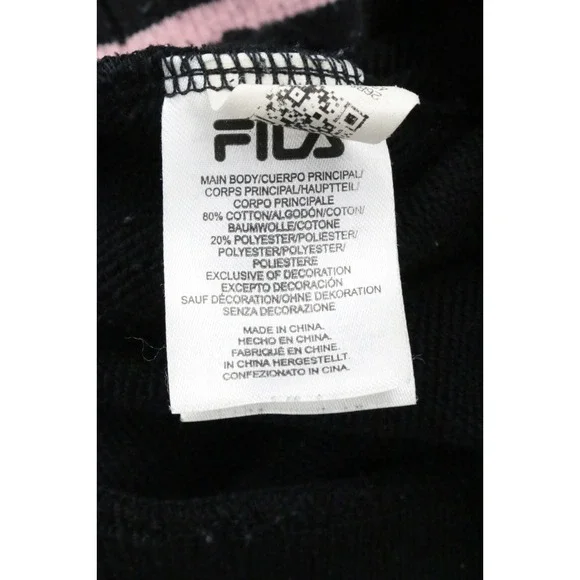 FILA
MAIN BODY/CUERPO PRINCIPAL/
CORPS PRINCIPAL/HAUPTTEIL/
CORPO PRINCIPALE
80% COTTON/ALGODÓN/COTON/
BAUMWOLLE/COTONE
20% POLYESTER/POLIÉSTER/
POLYESTER/POLYESTER/
POLIESTERE
EXCLUSIVE OF DECORATION
EXCEPTO DECORACIÓN
SAUF DÉCORATION/OHNE DEKORATION
SENZA DECORAZIONE
MADE IN CHINA.
HECHO EN CHINA.
FABRIQUÉ EN CHINE.
IN CHINA HERGESTELLT.
CONFEZIONATO IN CINA.